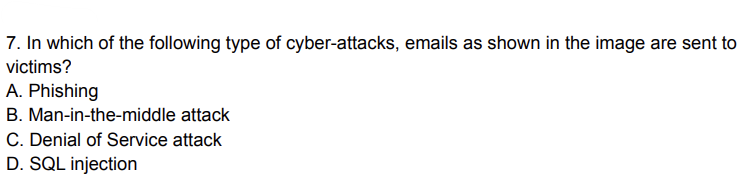 7. In which of the following type of cyber-attacks, emails as shown in the image are sent to
victims?
A. Phishing
B. Man-in-the-middle attack
C. Denial of Service attack
D. SQL injection